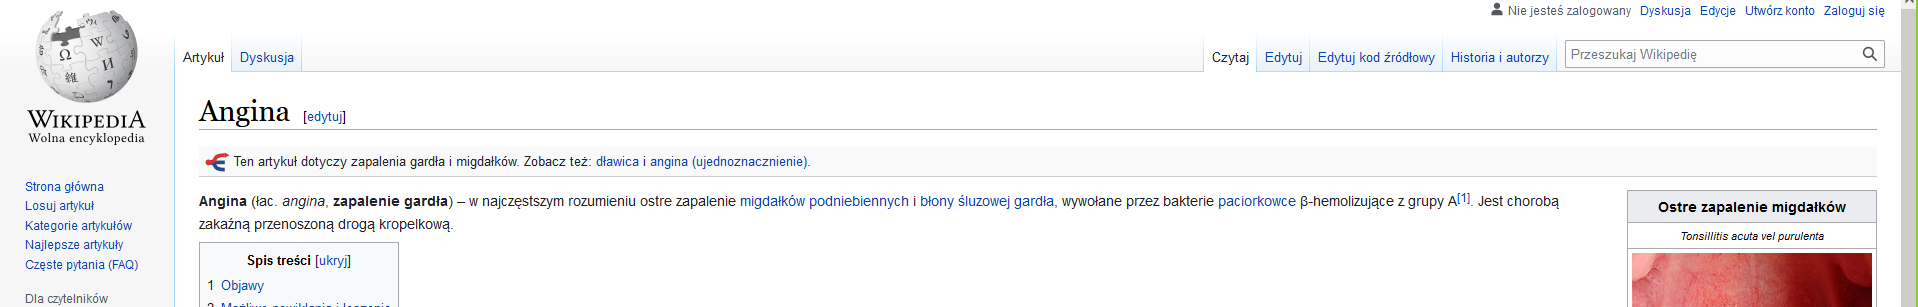 Nie jesteś zalogowany Dyskusja Edycje Utwórz konto Zaloguj się
Artykuł Dyskusja Czytaj Edytuj Edytuj kod źródłowy Historia i autorzy Przeszukaj Wikipedię
WIKIPEDIA
Wolna encyklopedia
Strona główna
Losuj artykuł
Kategorie artykułów
Najlepsze artykuły
Częste pytania (FAQ)
Dla czytelników
Angina [edytuj]
Ten artykuł dotyczy zapalenia gardła i migdałków. Zobacz też: dławica i angina (ujednoznacznienie).
Angina (łac. angina, zapalenie gardła) – w najczęstszym rozumieniu ostre zapalenie migdałków podniebiennych i błony śluzowej gardła, wywołane przez bakterie paciorkowce β-hemolizujące z grupy A[1]. Jest chorobą
zakaźną przenoszoną drogą kropelkową.
Spis treści [ukryj]
1 Objawy
2 Możliwe powikłania i leczenie
Ostre zapalenie migdałków
Tonsillitis acuta vel purulenta